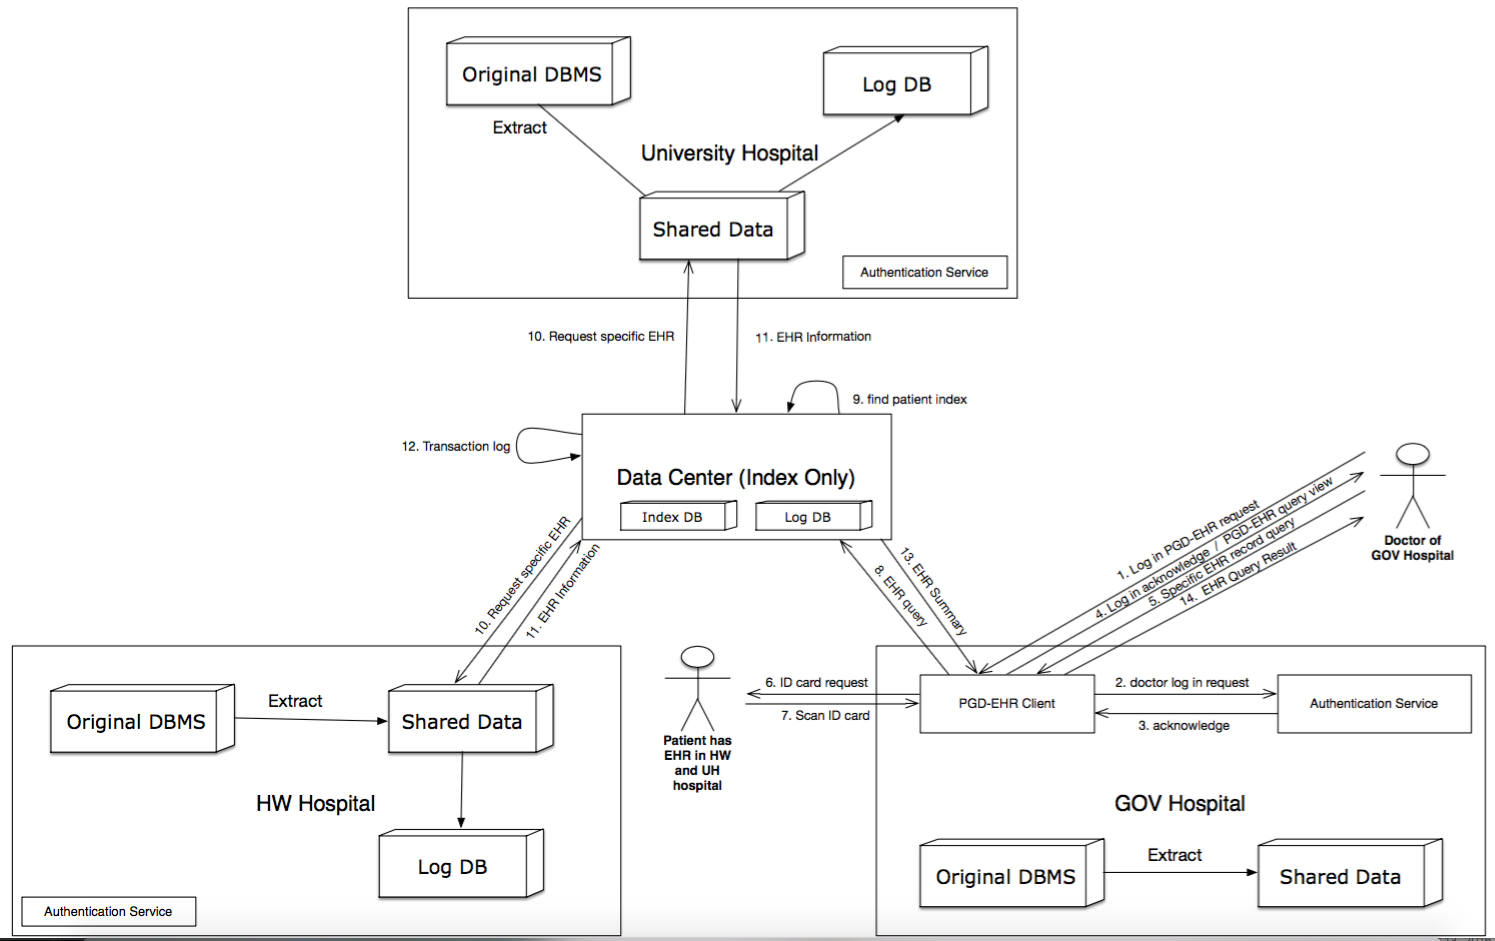 Original DBMS
Log DB
Extract
University Hospital
Shared Data
Authentication Service
10. Request specific EHR
11. EHR Information
9. find patient index
12. Transaction log
Data Center (Index Only)
Index DB
Log DB
1. Log in PGD-EHR request
4. Log in acknowledge / PGD-EHR query view
5. Specific EHR record query
14. EHR Query Result
Doctor of
GOV Hospital
10. Request specific EHR
11. EHR Information
8. EHR query
13. EHR Summary
Original DBMS
Extract
Shared Data
HW Hospital
Log DB
Authentication Service
6. ID card request
7. Scan ID card
Patient has
EHR in HW
and UH
hospital
PGD-EHR Client
2. doctor log in request
3. acknowledge
Authentication Service
GOV Hospital
Original DBMS
Extract
Shared Data